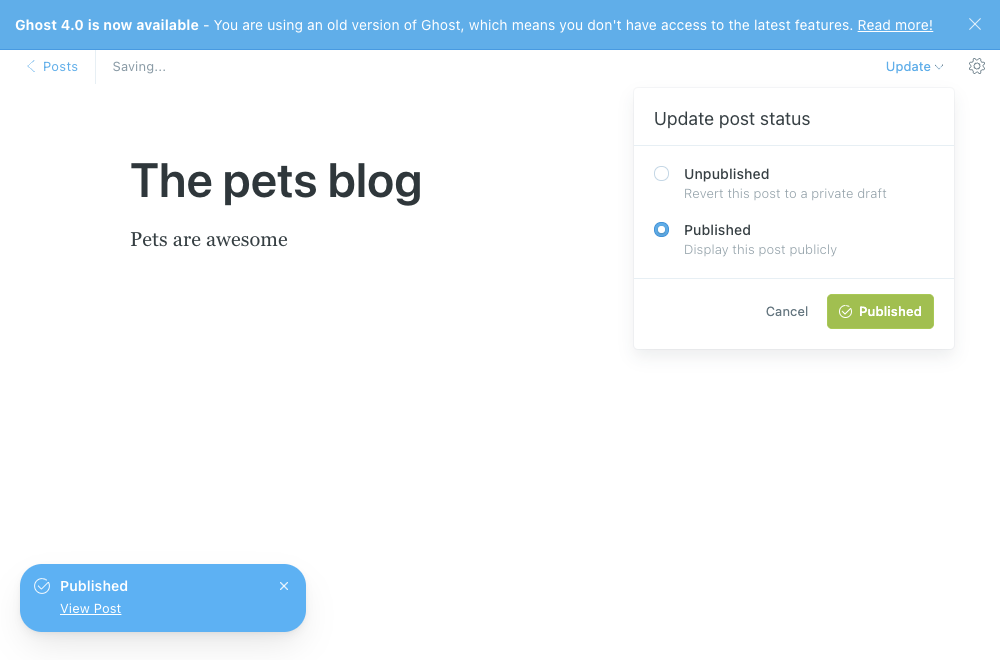 Ghost 4.0 is now available - You are using an old version of Ghost, which means you don't have access to the latest features. Read more!
Posts
Saving...
Update
Update post status
The pets blog
Pets are awesome
Unpublished
Revert this post to a private draft
Published
Display this post publicly
Cancel
Published
Published
View Post